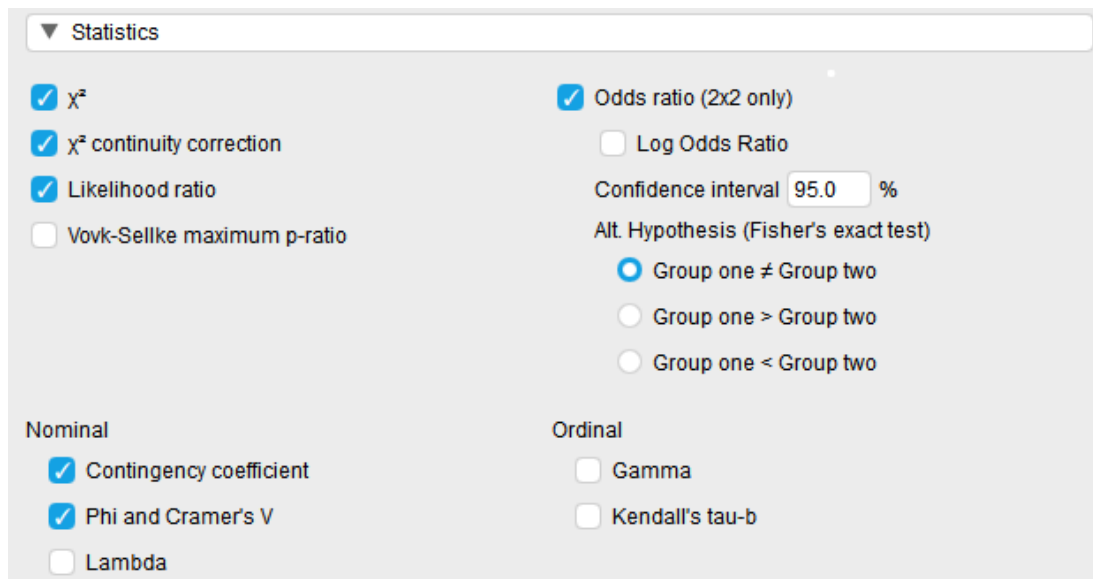 Statistics
χ²
χ² continuity correction
Likelihood ratio
Vovk-Sellke maximum p-ratio
Odds ratio (2x2 only)
Log Odds Ratio
Confidence interval 95.0 %
Alt. Hypothesis (Fisher's exact test)
Group one ≠ Group two
Group one > Group two
Group one < Group two
Nominal
Contingency coefficient
Phi and Cramer's V
Lambda
Ordinal
Gamma
Kendall's tau-b